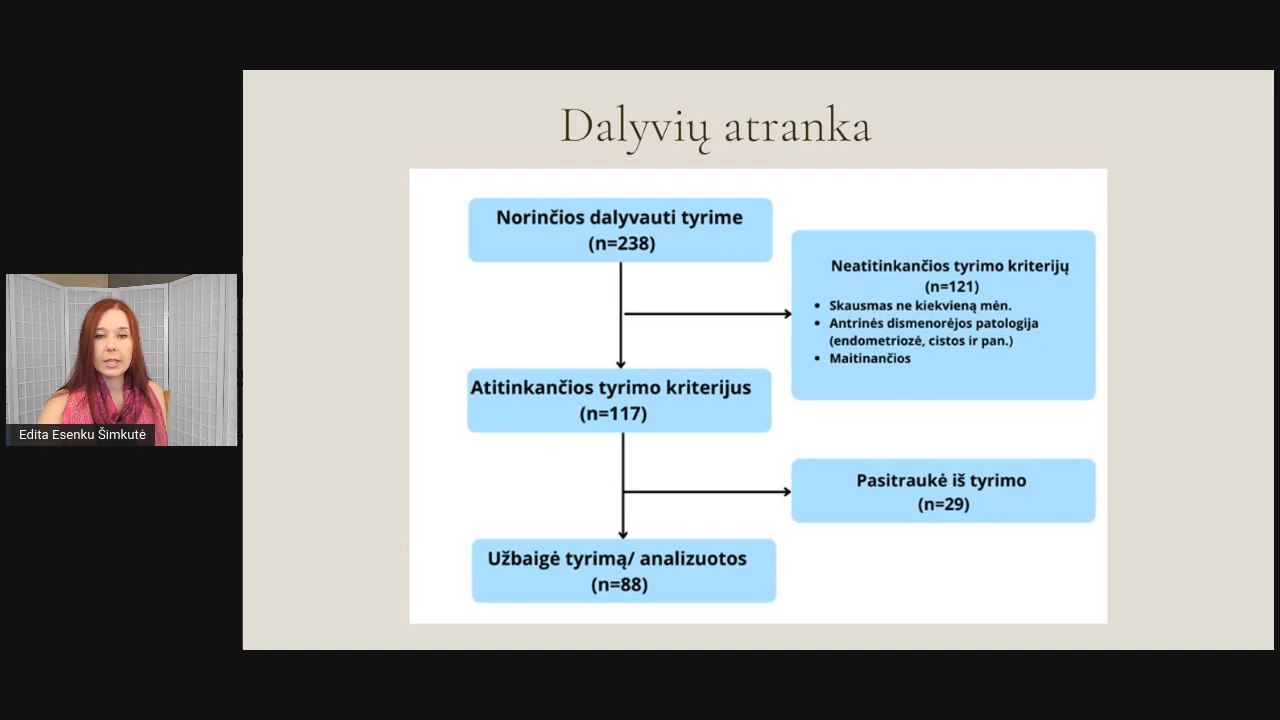 Dalyvių atranka
Norinčios dalyvauti tyrime
(n=238)
Neatitinkančios tyrimo kriterijų
(n=121)
• Skausmas ne kiekvieną mėn.
• Antrinės dismenorėjos patologija
(endometriozė, cistos ir pan.)
• Maitinančios
Atitinkančios tyrimo kriterijus
(n=117)
Pasitraukė iš tyrimo
(n=29)
Užbaigė tyrimą/ analizuotos
(n=88)
Edita Esenku Šimkutė